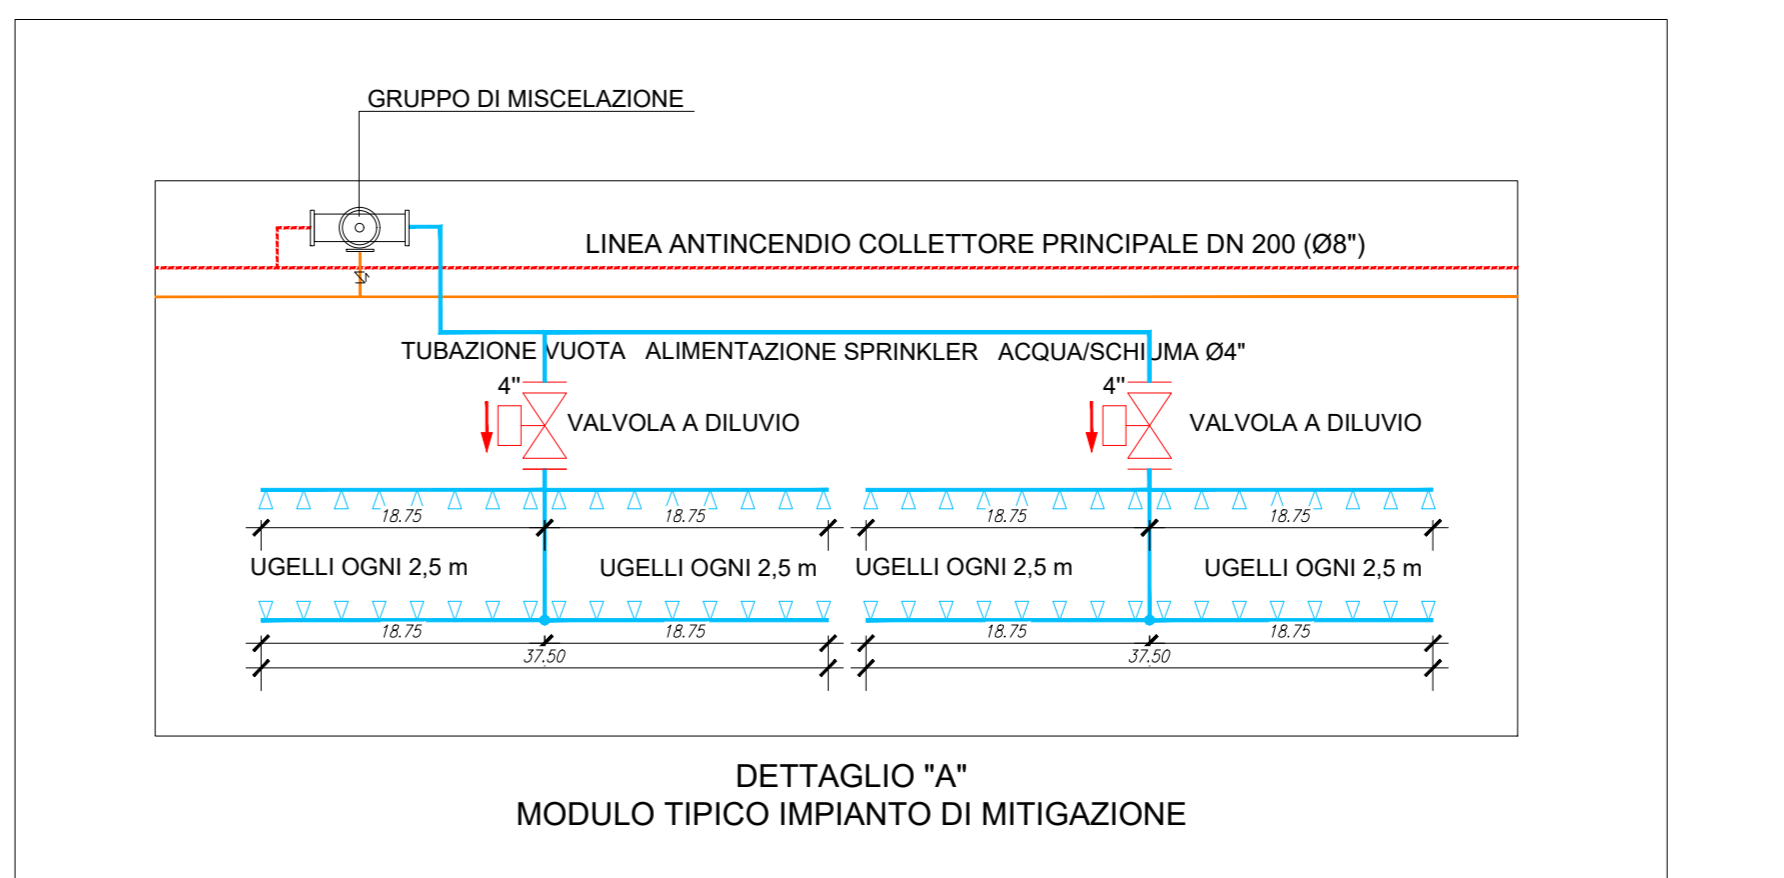 GRUPPO DI MISCELAZIONE
LINEA ANTINCENDIO COLLETTORE PRINCIPALE DN 200 (Ø8")
TUBAZIONE VUOTA ALIMENTAZIONE SPRINKLER ACQUA/SCHIUMA Ø4"
4" 4"
VALVOLA A DILUVIO VALVOLA A DILUVIO
18.75 18.75 18.75 18.75
UGELLI OGNI 2,5 m UGELLI OGNI 2,5 m UGELLI OGNI 2,5 m UGELLI OGNI 2,5 m
18.75 18.75 18.75 18.75
37.50 37.50
DETTAGLIO "A"
MODULO TIPICO IMPIANTO DI MITIGAZIONE